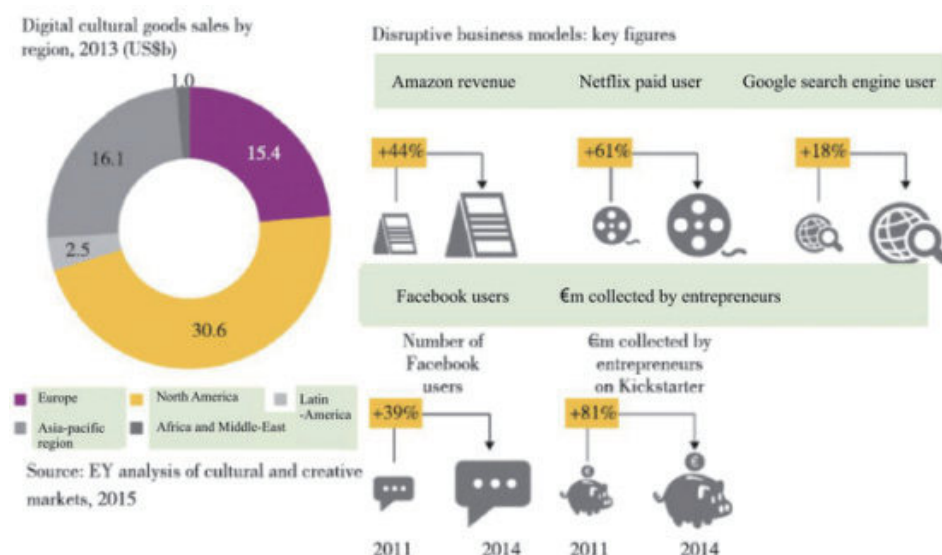 Digital cultural goods sales by
region, 2013 (US$b)
1.0
15.4
16.1
2.5
30.6
Europe
North America
Latin
-America
Asia-pacific
region
Africa and Middle-East
Source: EY analysis of cultural and creative
markets, 2015
Disruptive business models: key figures
Amazon revenue
Netflix paid user
Google search engine user
+44%
+61%
+18%
Facebook users
€m collected by entrepreneurs
Number of
Facebook
users
€m collected by
entrepreneurs
on Kickstarter
+39%
+81%
€
€
2011
2014
2011
2014